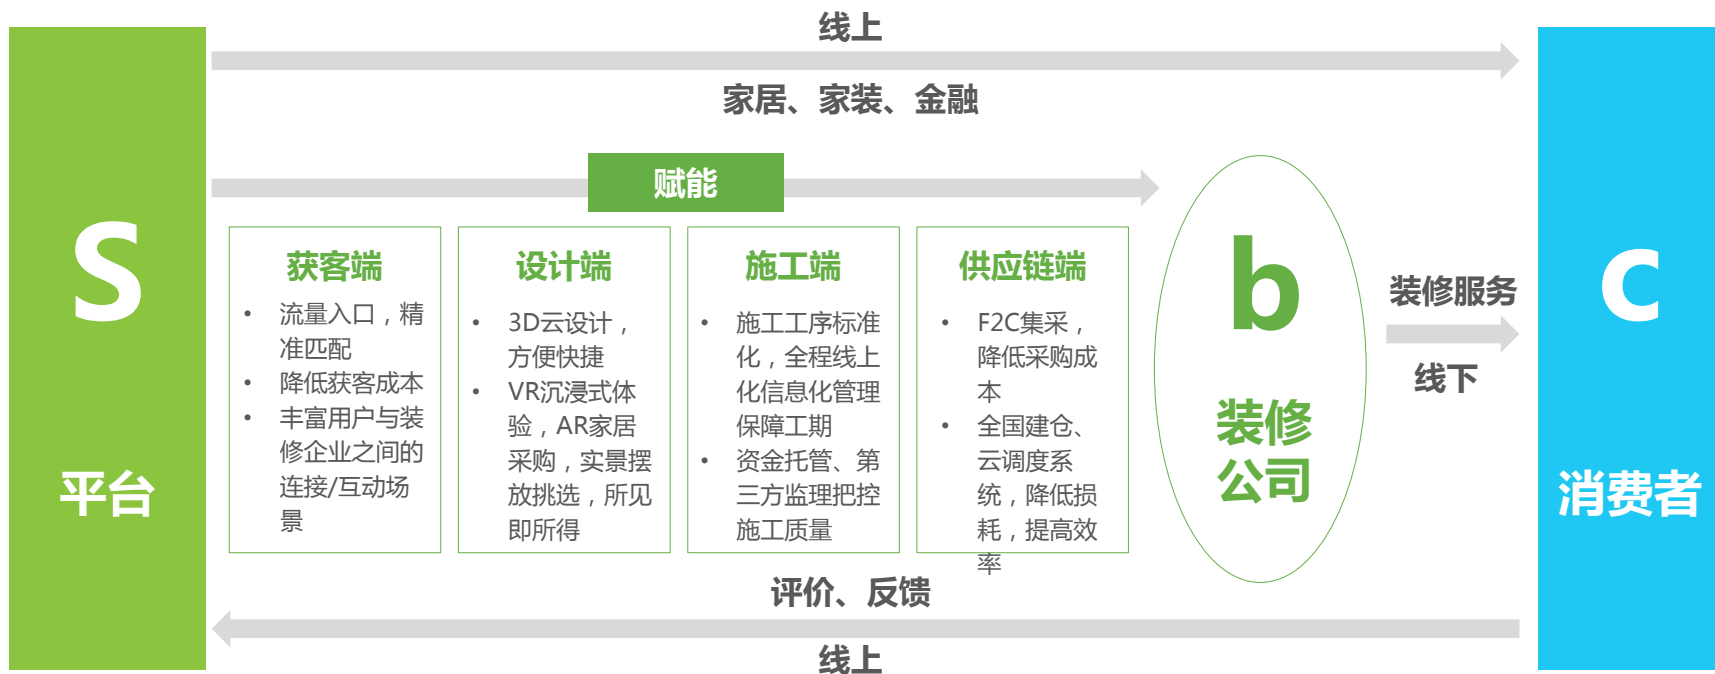 线上
家居、家装、金融
S
平台
赋能
获客端
• 流量入口，精
准匹配
• 降低获客成本
• 丰富用户与装
修企业之间的
连接/互动场
景
设计端
• 3D云设计，
方便快捷
• VR沉浸式体
验，AR家居
采购，实景摆
放挑选，所见
即所得
施工端
• 施工工序标准
化，全程线上
化信息化管理
保障工期
• 资金托管、第
三方监理把控
施工质量
供应链端
• F2C集采，
降低采购成
本
• 全国建仓、
云调度系
统，降低损
耗，提高效
率
b
装修
公司
装修服务
线下
c
消费者
评价、反馈
线上